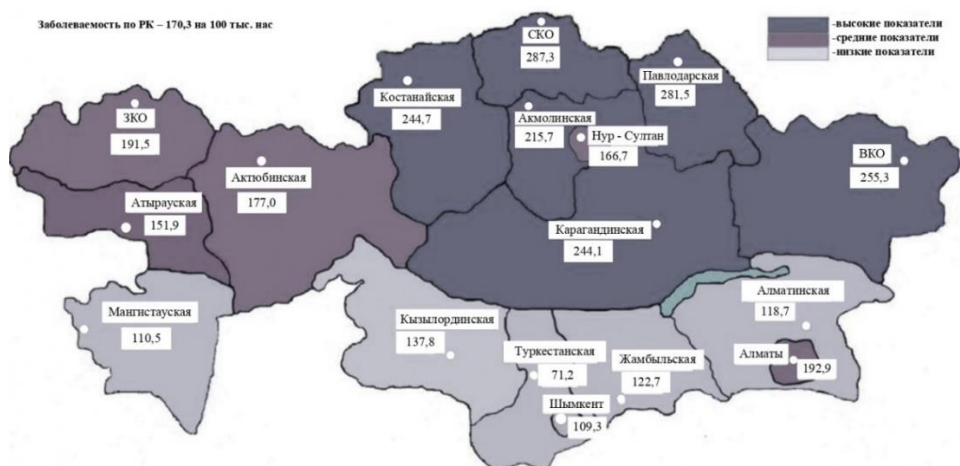 Заболеваемость по РК – 170,3 на 100 тыс. нас
-высокие показатели
-средние показатели
-низкие показатели
СКО
287,3
Павлодарская
281,5
Костанайская
244,7
Акмолинская
215,7
Нур - Султан
166,7
ЗКО
191,5
ВКО
255,3
Актюбинская
177,0
Атырауская
151,9
Карагандинская
244,1
Алматинская
118,7
Мангистауская
110,5
Кызылординская
137,8
Туркестанская
71,2
Жамбыльская
122,7
Алматы
192,9
Шымкент
109,3